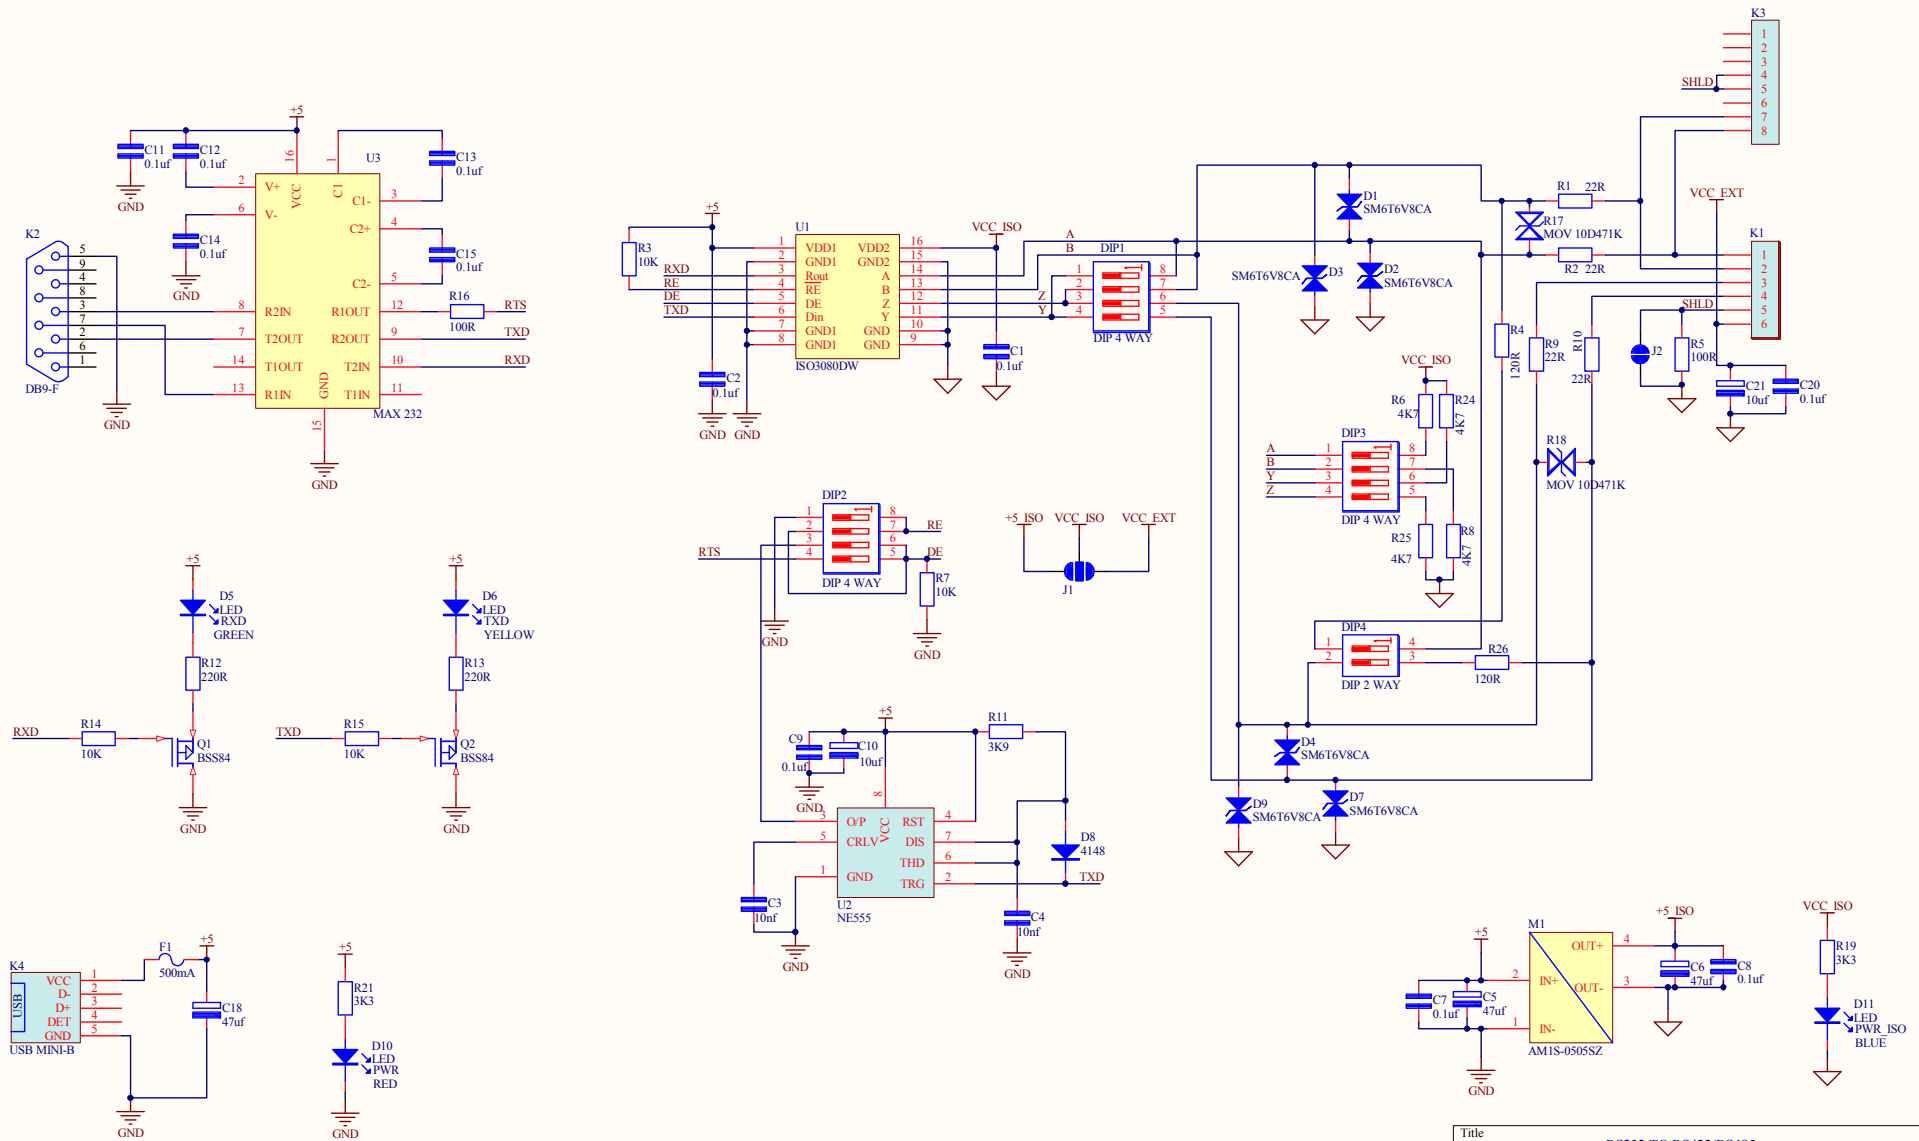 K3
1
2
3
4
5
6
7
8
SHLD
+5
C11
0.1uf
C12
0.1uf
GND
16
1
U3
C13
0.1uf
2
V+
VCC
C1
C1-
3
6
V-
C2+
4
C14
0.1uf
GND
C15
0.1uf
C2-
5
K2
5
9
4
8
3
7
2
6
1
DB9-F
GND
8
R2IN
R1OUT
12
R16
100R
RTS
7
T2OUT
R2OUT
9
TXD
14
T1OUT
T2IN
10
RXD
13
R1IN
GND
T1IN
11
MAX 232
15
GND
+5
R3
10K
RXD
RE
DE
TXD
U1
1
VDD1
VDD2
16
2
GND1
GND2
15
3
Rout
A
14
4
RE
B
13
5
DE
Z
12
6
Din
Y
11
7
GND1
GND
10
8
GND1
GND
9
ISO3080DW
VCC_ISO
C2
0.1uf
GND
GND
C1
0.1uf
A
B
Z
Y
DIP1
1
1
2
3
4
8
7
6
5
DIP 4 WAY
D1
SM6T6V8CA
SM6T6V8CA
D3
D2
SM6T6V8CA
R1
22R
R17
MOV 10D471K
R2
22R
VCC_EXT
K1
1
2
3
4
5
6
SHLD
R4
120R
R9
22R
R10
22R
J2
R5
100R
C21
10uf
C20
0.1uf
VCC_ISO
R6
4K7
R24
4K7
DIP3
A
B
Y
Z
1
2
3
4
1
8
7
6
5
DIP 4 WAY
R25
4K7
R8
4K7
R18
MOV 10D471K
DIP2
1
2
3
4
1
8
7
6
5
RE
RTS
DE
DIP 4 WAY
R7
10K
GND
GND
+5_ISO
VCC_ISO
VCC_EXT
J1
DIP4
1
2
1
4
3
DIP 2 WAY
R26
120R
D4
SM6T6V8CA
D9
SM6T6V8CA
D7
SM6T6V8CA
+5
D5
LED
RXD
GREEN
R12
220R
RXD
R14
10K
Q1
BSS84
GND
+5
D6
LED
TXD
YELLOW
R13
220R
TXD
R15
10K
Q2
BSS84
GND
+5
C9
0.1uf
C10
10uf
GND
R11
3K9
8
3
O/P
VCC
RST
4
5
CRLV
DIS
7
THD
6
1
GND
TRG
2
U2
NE555
D8
4148
TXD
C3
10nf
GND
C4
10nf
GND
K4
USB
VCC
1
D-
2
D+
3
DET
4
GND
5
USB MINI-B
F1
500mA
+5
C18
47uf
GND
+5
R21
3K3
D10
LED
PWR
RED
GND
+5
M1
2
IN+
OUT+
4
OUT-
3
1
IN-
AM1S-0505SZ
C7
0.1uf
C5
47uf
GND
+5_ISO
C6
47uf
C8
0.1uf
VCC_ISO
R19
3K3
D11
LED
PWR_ISO
BLUE
Title